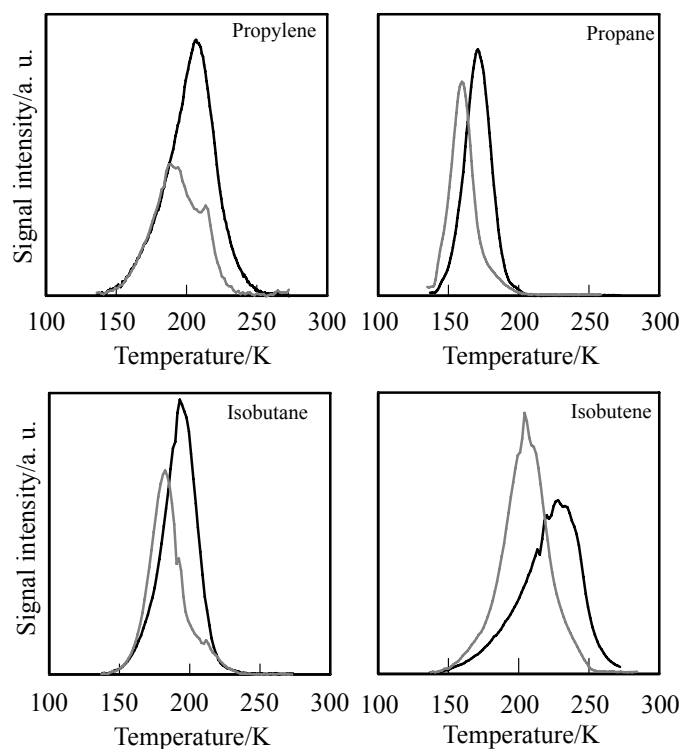 Propylene
Propane
Signal intensity/a. u.
100 150 200 250 300
100 150 200 250 300
Temperature/K
Temperature/K
Isobutane
Isobutene
Signal intensity/a. u.
100 150 200 250 300
100 150 200 250 300
Temperature/K
Temperature/K